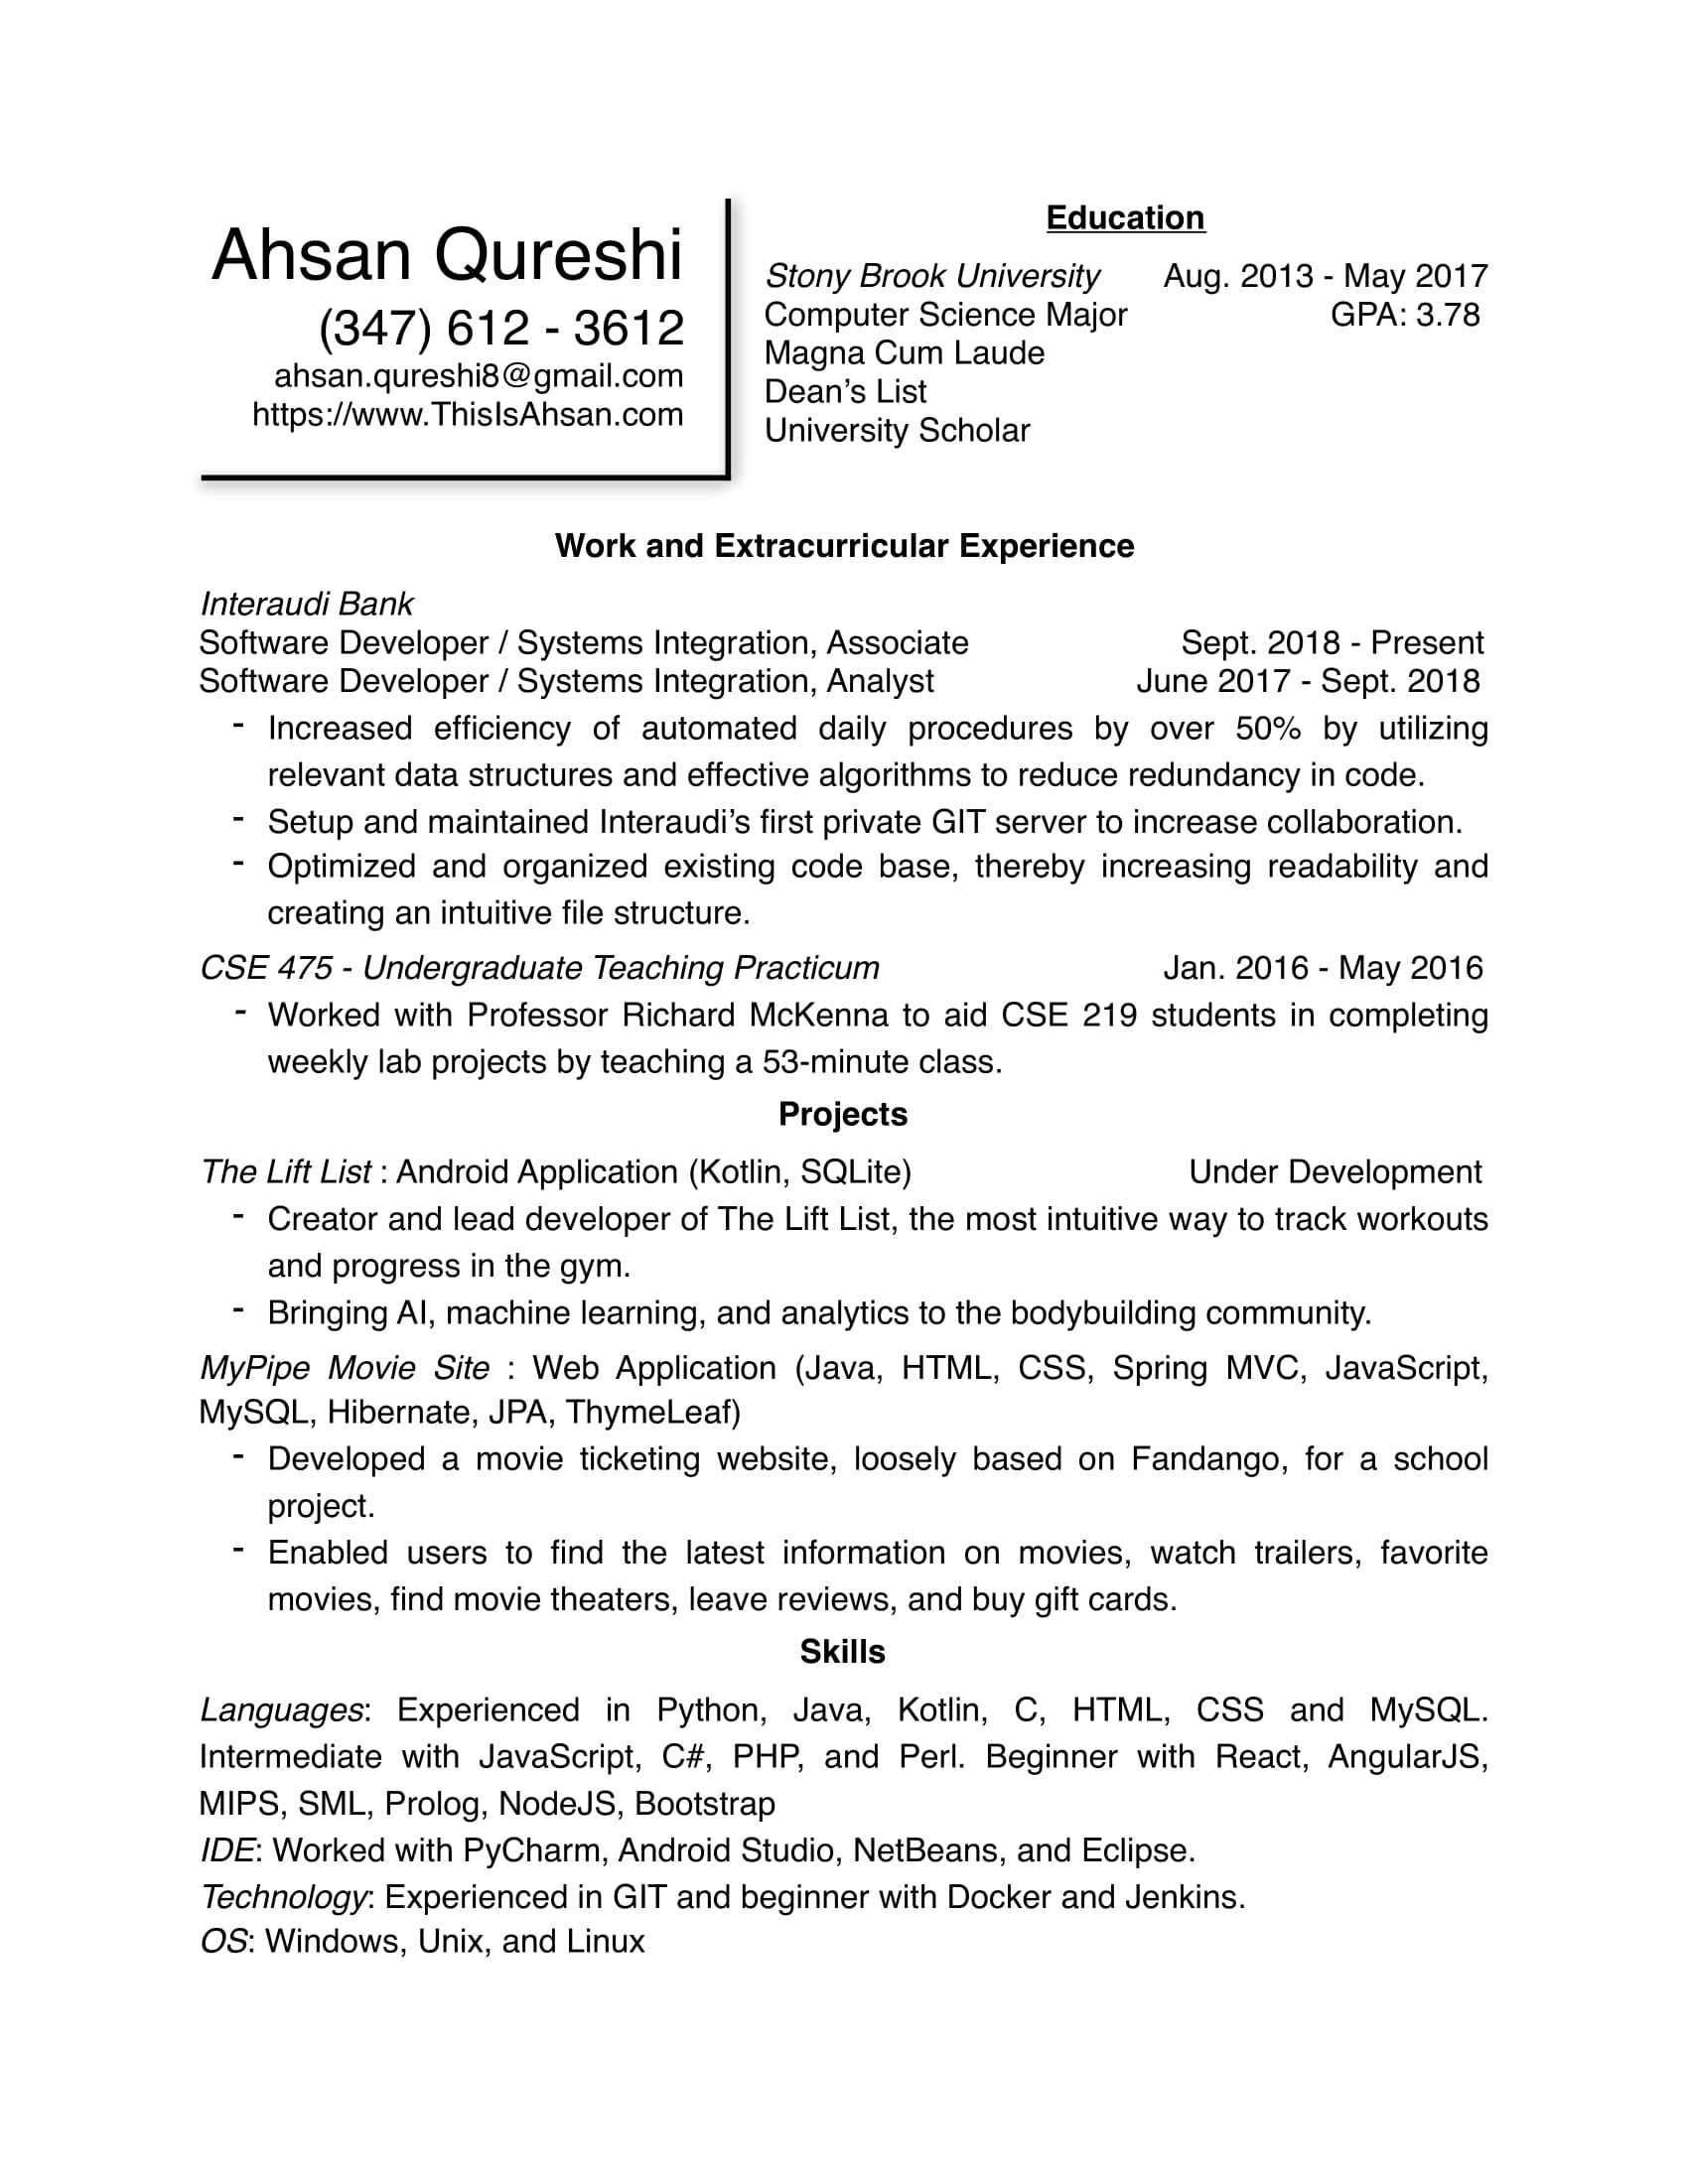 Ahsan Qureshi
(347) 612 - 3612
ahsan.qureshi8@gmail.com
https://www.ThisIsAhsan.com
Education
Stony Brook University Aug. 2013 - May 2017
Computer Science Major GPA: 3.78
Magna Cum Laude
Dean’s List
University Scholar
Work and Extracurricular Experience
Interaudi Bank
Software Developer / Systems Integration, Associate Sept. 2018 - Present
Software Developer / Systems Integration, Analyst June 2017 - Sept. 2018
- Increased efficiency of automated daily procedures by over 50% by utilizing
relevant data structures and effective algorithms to reduce redundancy in code.
- Setup and maintained Interaudi’s first private GIT server to increase collaboration.
- Optimized and organized existing code base, thereby increasing readability and
creating an intuitive file structure.
CSE 475 - Undergraduate Teaching Practicum Jan. 2016 - May 2016
- Worked with Professor Richard McKenna to aid CSE 219 students in completing
weekly lab projects by teaching a 53-minute class.
Projects
The Lift List : Android Application (Kotlin, SQLite) Under Development
- Creator and lead developer of The Lift List, the most intuitive way to track workouts
and progress in the gym.
- Bringing AI, machine learning, and analytics to the bodybuilding community.
MyPipe Movie Site : Web Application (Java, HTML, CSS, Spring MVC, JavaScript,
MySQL, Hibernate, JPA, ThymeLeaf)
- Developed a movie ticketing website, loosely based on Fandango, for a school
project.
- Enabled users to find the latest information on movies, watch trailers, favorite
movies, find movie theaters, leave reviews, and buy gift cards.
Skills
Languages: Experienced in Python, Java, Kotlin, C, HTML, CSS and MySQL.
Intermediate with JavaScript, C#, PHP, and Perl. Beginner with React, AngularJS,
MIPS, SML, Prolog, NodeJS, Bootstrap
IDE: Worked with PyCharm, Android Studio, NetBeans, and Eclipse.
Technology: Experienced in GIT and beginner with Docker and Jenkins.
OS: Windows, Unix, and Linux